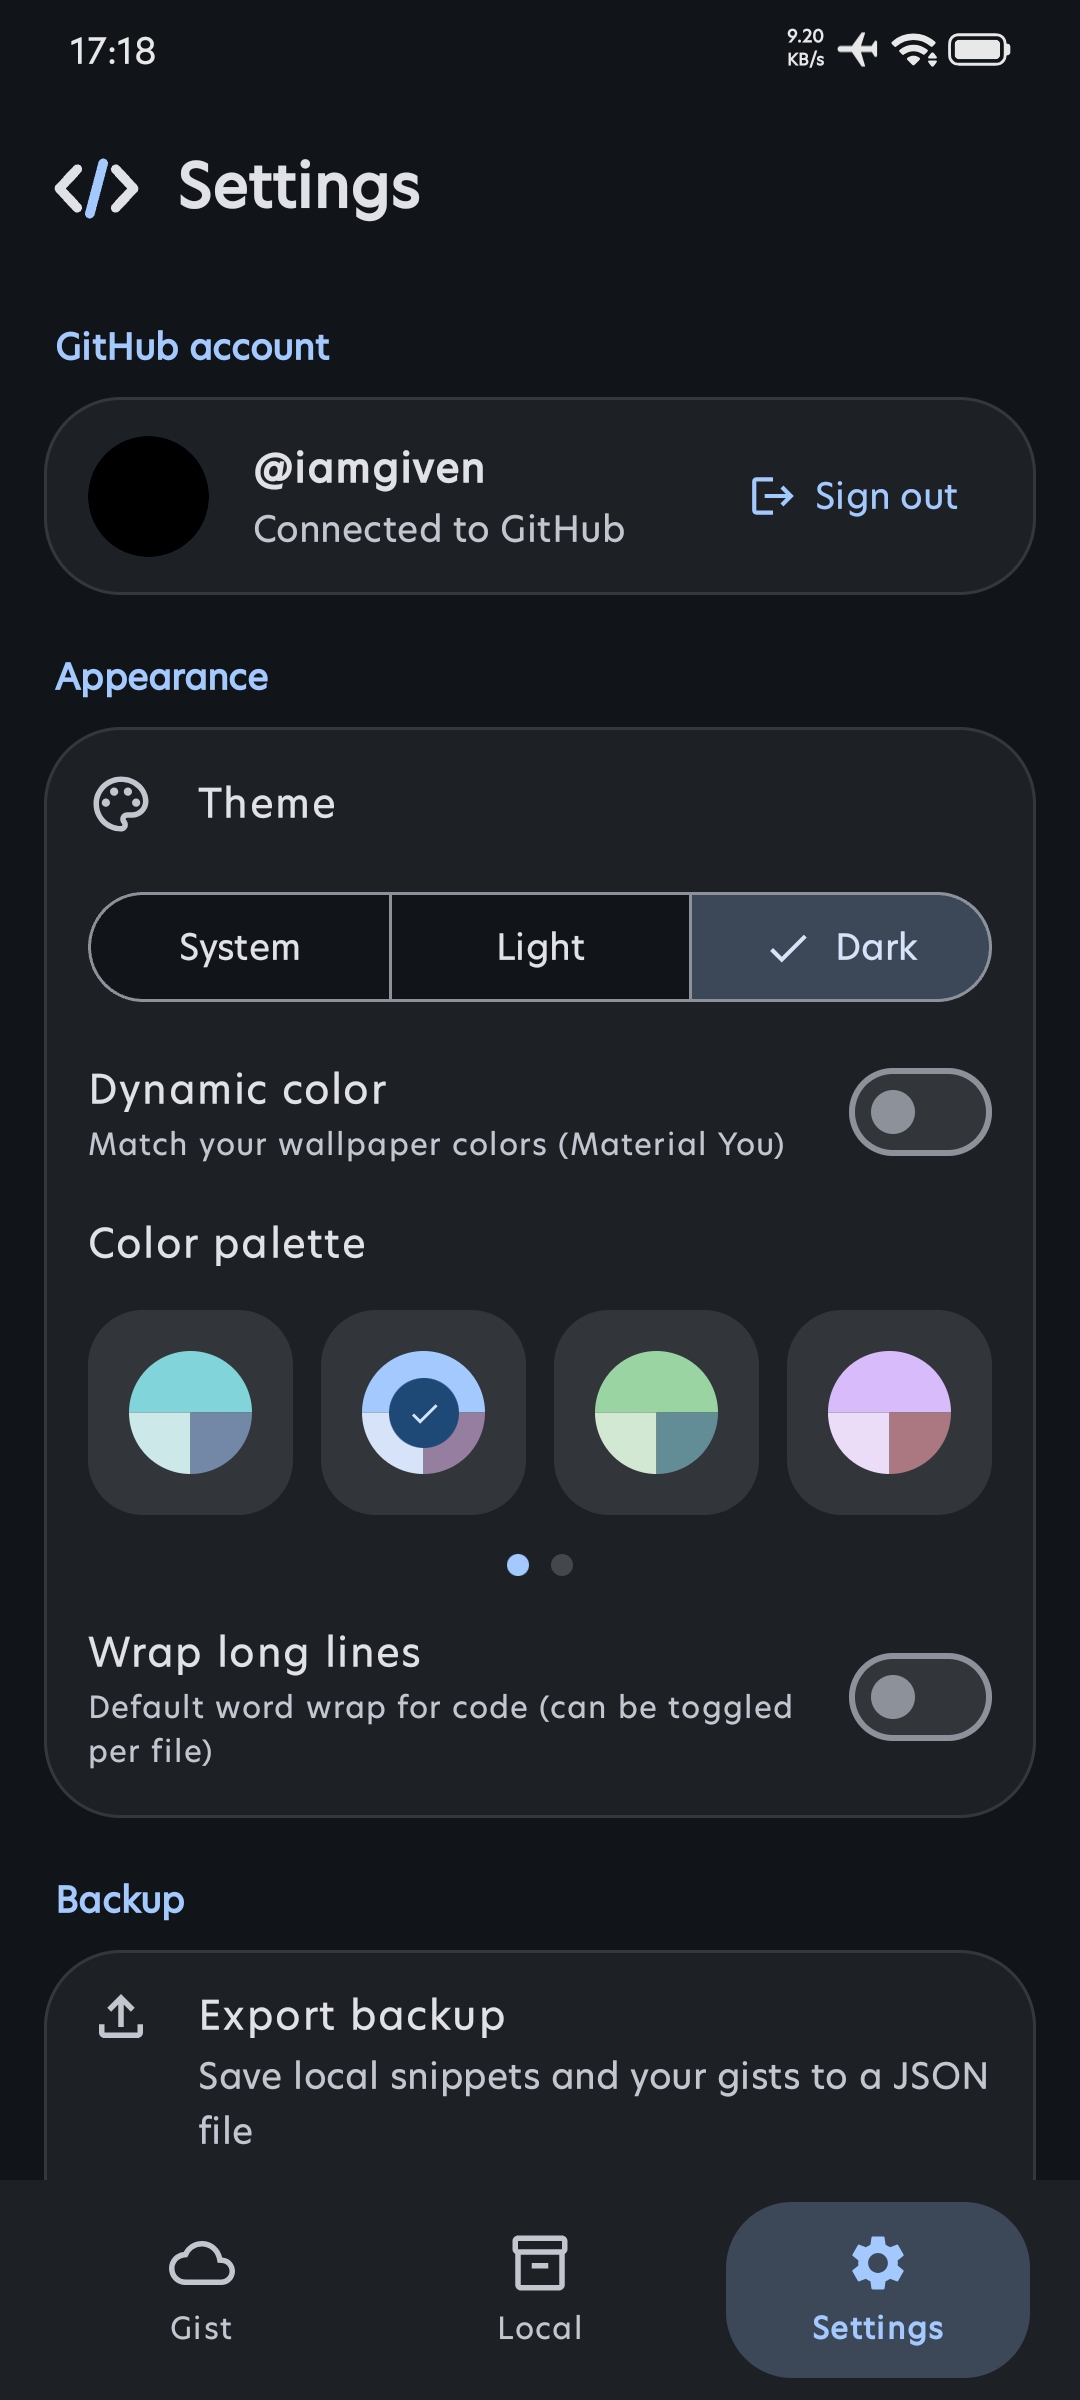 17:18
9.20
KB/s
Settings
GitHub account
@iamgiven
Connected to GitHub
Sign out
Appearance
Theme
System
Light
Dark
Dynamic color
Match your wallpaper colors (Material You)
Color palette
Wrap long lines
Default word wrap for code (can be toggled
per file)
Backup
Export backup
Save local snippets and your gists to a JSON
file
Gist
Local
Settings